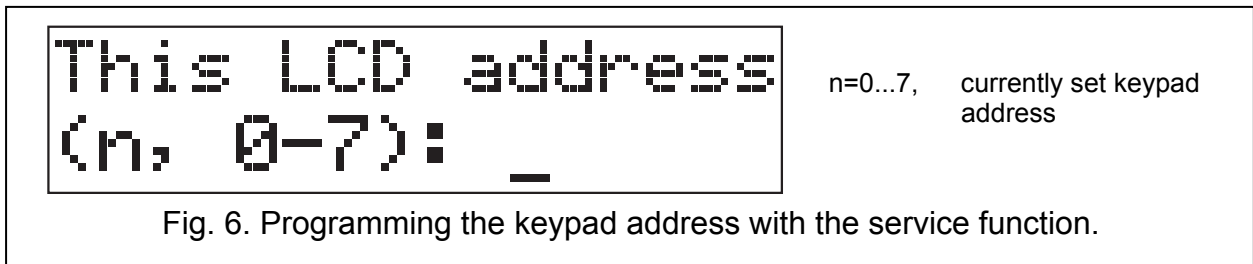 This LCD address
(n, 0-7): _
n=0...7, currently set keypad
address
Fig. 6. Programming the keypad address with the service function.